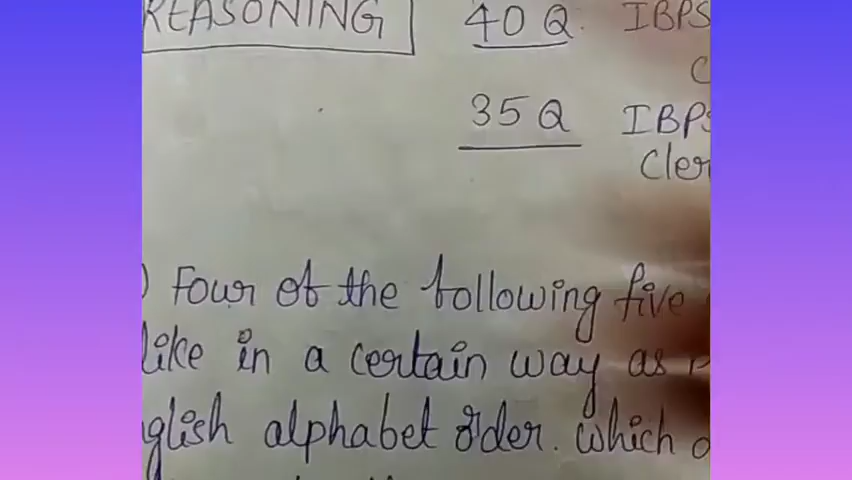 REASONING
40 Q IBPS
35 Q IBPS
Cler
) Four of the following five
like in a certain way as
nglish alphabet order. which